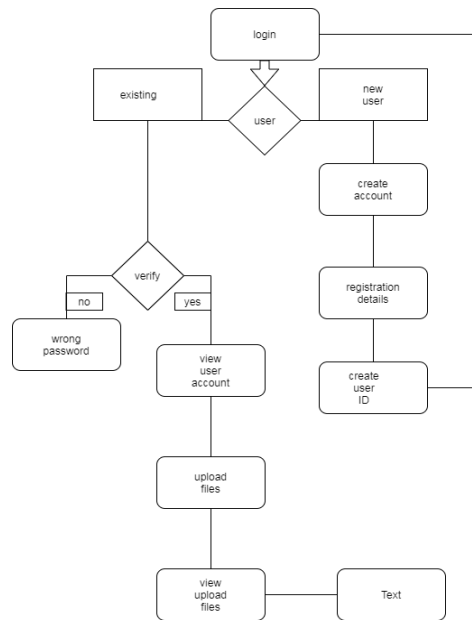 login
existing
user
new
user
create
account
verify
registration
details
no
yes
wrong
password
view
user
account
create
user
ID
upload
files
view
upload
files
Text